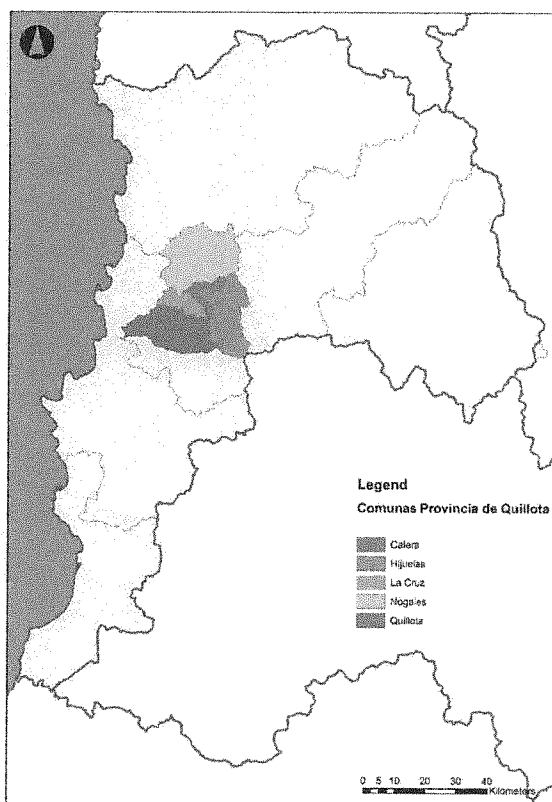 Legend
Comunas Provincia de Quillota
Calera
Hijuelas
La Cruz
Nogales
Quillota
0 5 10 20 30 40
Kilometers